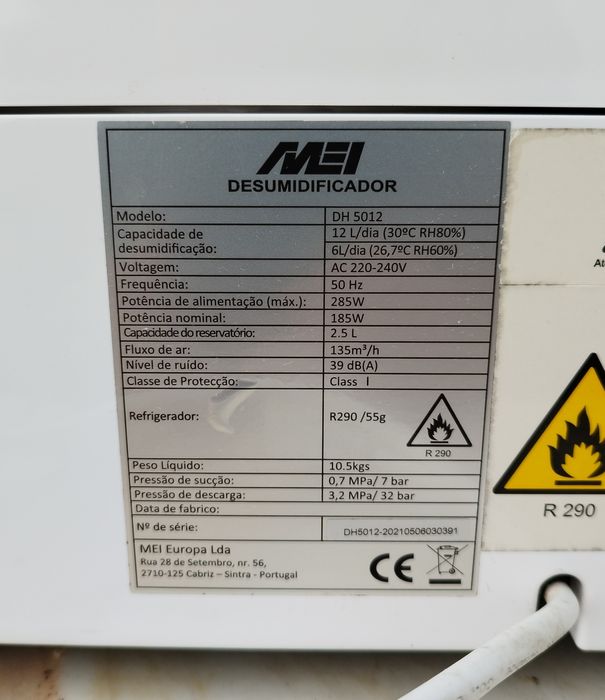 MEI
DESUMIDIFICADOR
Modelo: DH 5012
Capacidade de desumidificação: 12 L/dia (30ºC RH80%)
6L/dia (26,7ºC RH60%)
Voltagem: AC 220-240V
Frequência: 50 Hz
Potência de alimentação (máx.): 285W
Potência nominal: 185W
Capacidade do reservatório: 2.5 L
Fluxo de ar: 135m³/h
Nível de ruído: 39 dB(A)
Classe de Protecção: Class I
Refrigerador: R290 /55g
R 290
Peso Líquido: 10.5kgs
Pressão de sucção: 0,7 MPa/ 7 bar
Pressão de descarga: 3,2 MPa/ 32 bar
Data de fabrico:
Nº de série: DH5012-20210506030391
MEI Europa Lda
Rua 28 de Setembro, nr. 56,
2710-125 Cabriz – Sintra - Portugal
CE
R 290